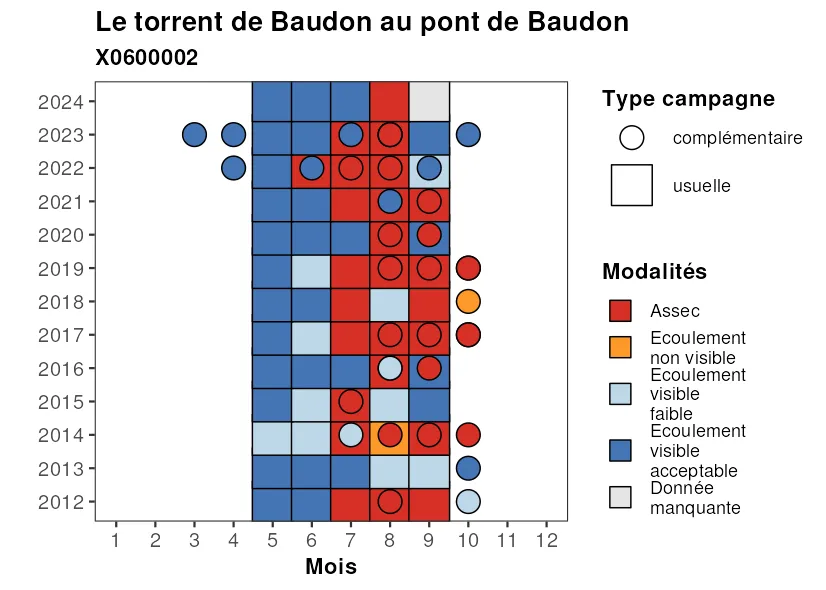 Le torrent de Baudon au pont de Baudon
X0600002
2024
2023
2022
2021
2020
2019
2018
2017
2016
2015
2014
2013
2012
1 2 3 4 5 6 7 8 9 10 11 12
Mois
Type campagne
complémentaire
usuelle
Modalités
Assec
Ecoulement
non visible
Ecoulement
visible
faible
Ecoulement
visible
acceptable
Donnée
manquante